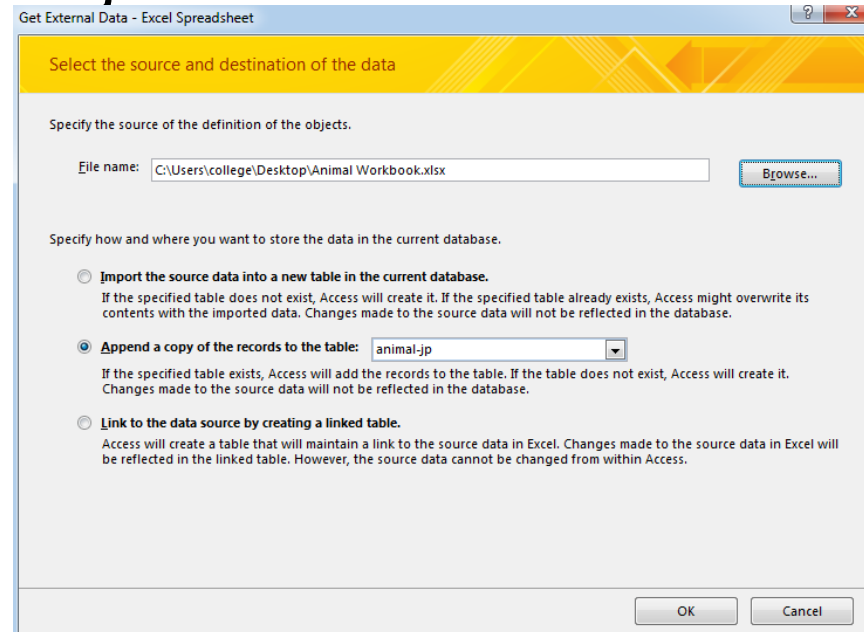 Get External Data - Excel Spreadsheet
Select the source and destination of the data
Specify the source of the definition of the objects.
File name: C:\Users\college\Desktop\Animal Workbook.xlsx Browse...
Specify how and where you want to store the data in the current database.
Import the source data into a new table in the current database.
If the specified table does not exist, Access will create it. If the specified table already exists, Access might overwrite its
contents with the imported data. Changes made to the source data will not be reflected in the database.
Append a copy of the records to the table: animal-jp
If the specified table exists, Access will add the records to the table. If the table does not exist, Access will create it.
Changes made to the source data will not be reflected in the database.
Link to the data source by creating a linked table.
Access will create a table that will maintain a link to the source data in Excel. Changes made to the source data in Excel will
be reflected in the linked table. However, the source data cannot be changed from within Access.
OK Cancel